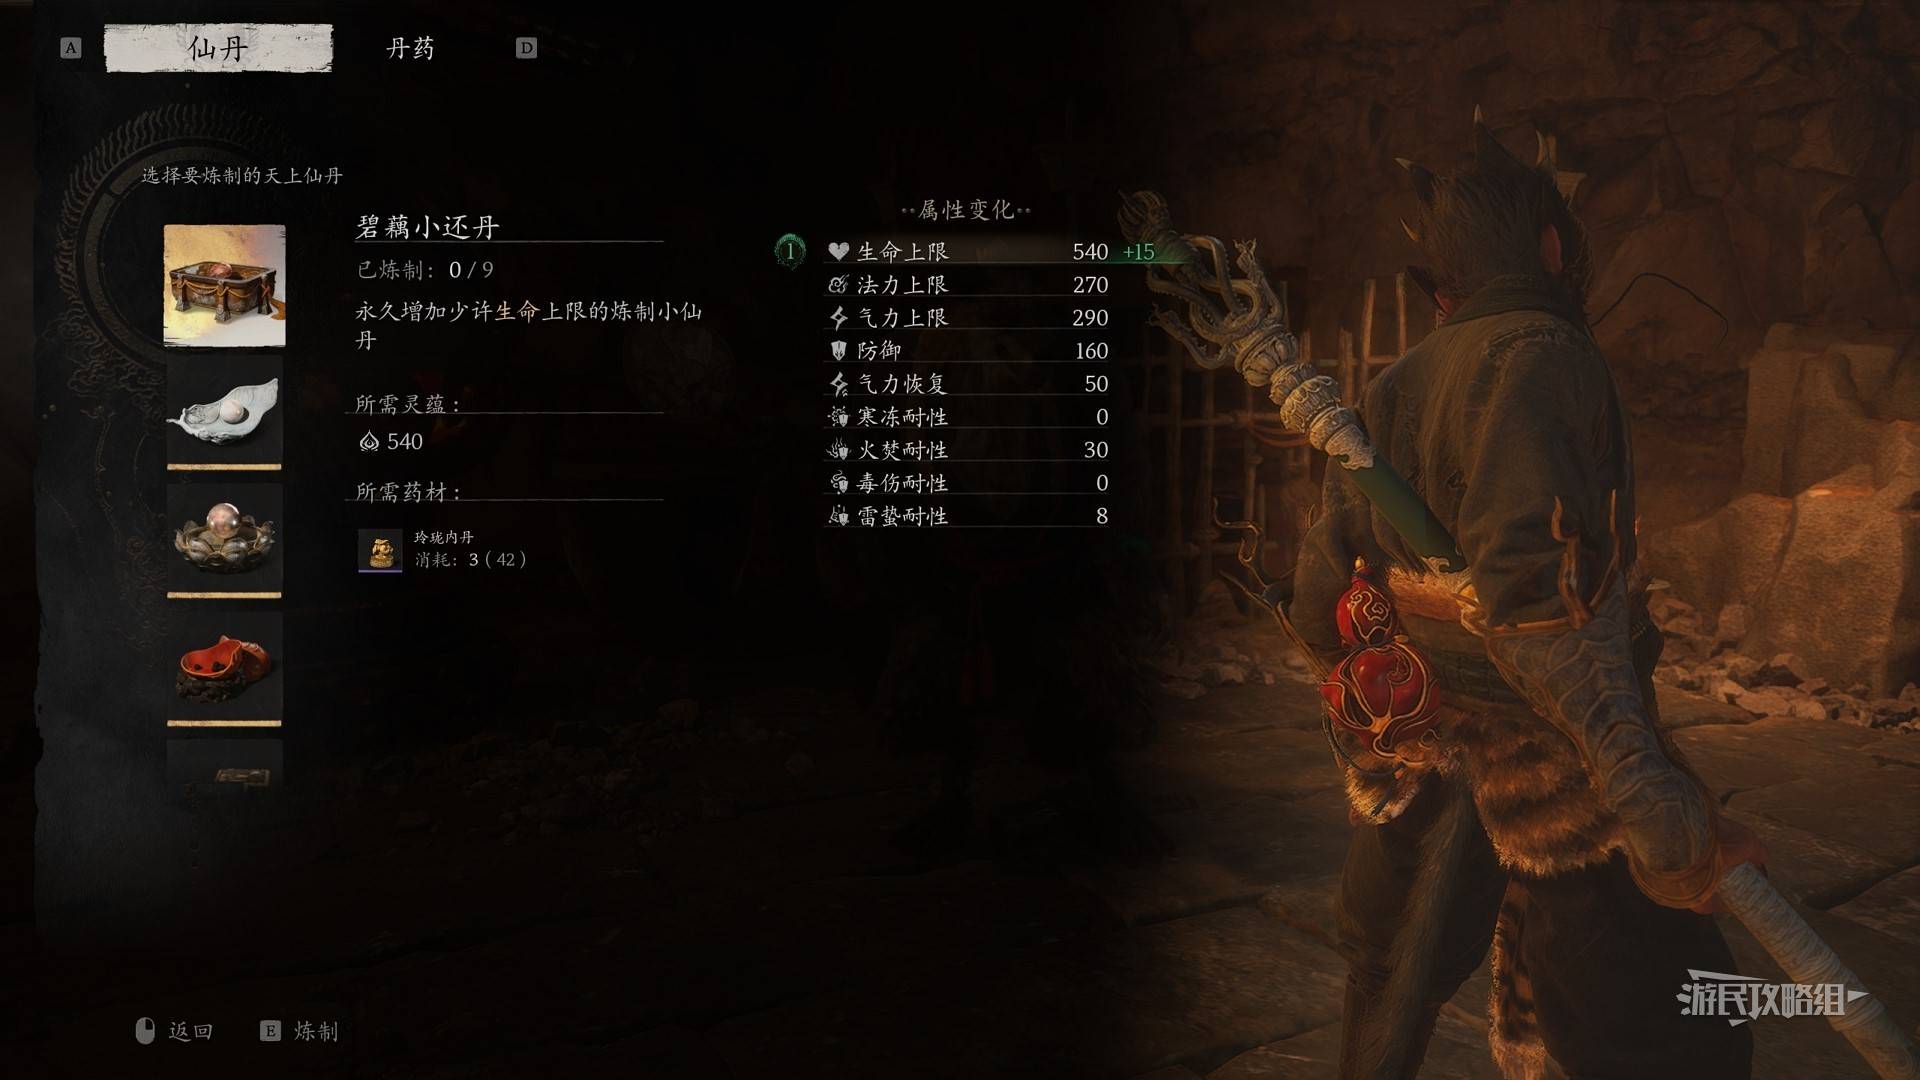 A 仙丹 丹药 D
选择要炼制的天上仙丹
碧藕小还丹
已炼制：0 / 9
永久增加少许生命上限的炼制小仙
丹
所需灵蕴：
540
所需药材：
玲珑内丹
消耗：3 ( 42 )
··属性变化··
1 生命上限 540 +15
法力上限 270
气力上限 290
防御 160
气力恢复 50
寒冻耐性 0
火焚耐性 30
毒伤耐性 0
雷蛰耐性 8
返回 E 炼制
游民攻略组